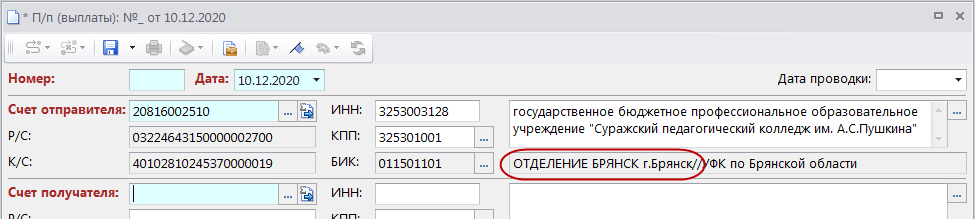 * П/п (выплаты): №_ от 10.12.2020
Номер: Дата: 10.12.2020 Дата проводки:
Счет отправителя: 20816002510 ... ИНН: 3253003128 государственное бюджетное профессиональное образовательное ...
учреждение "Суражский педагогический колледж им. А.С.Пушкина"
Р/С: 03224643150000002700 КПП: 325301001 ...
К/С: 40102810245370000019 БИК: 011501101 ... ОТДЕЛЕНИЕ БРЯНСК г.Брянск//УФК по Брянской области
Счет получателя: ... ИНН: ...
Р/С: КПП: ...